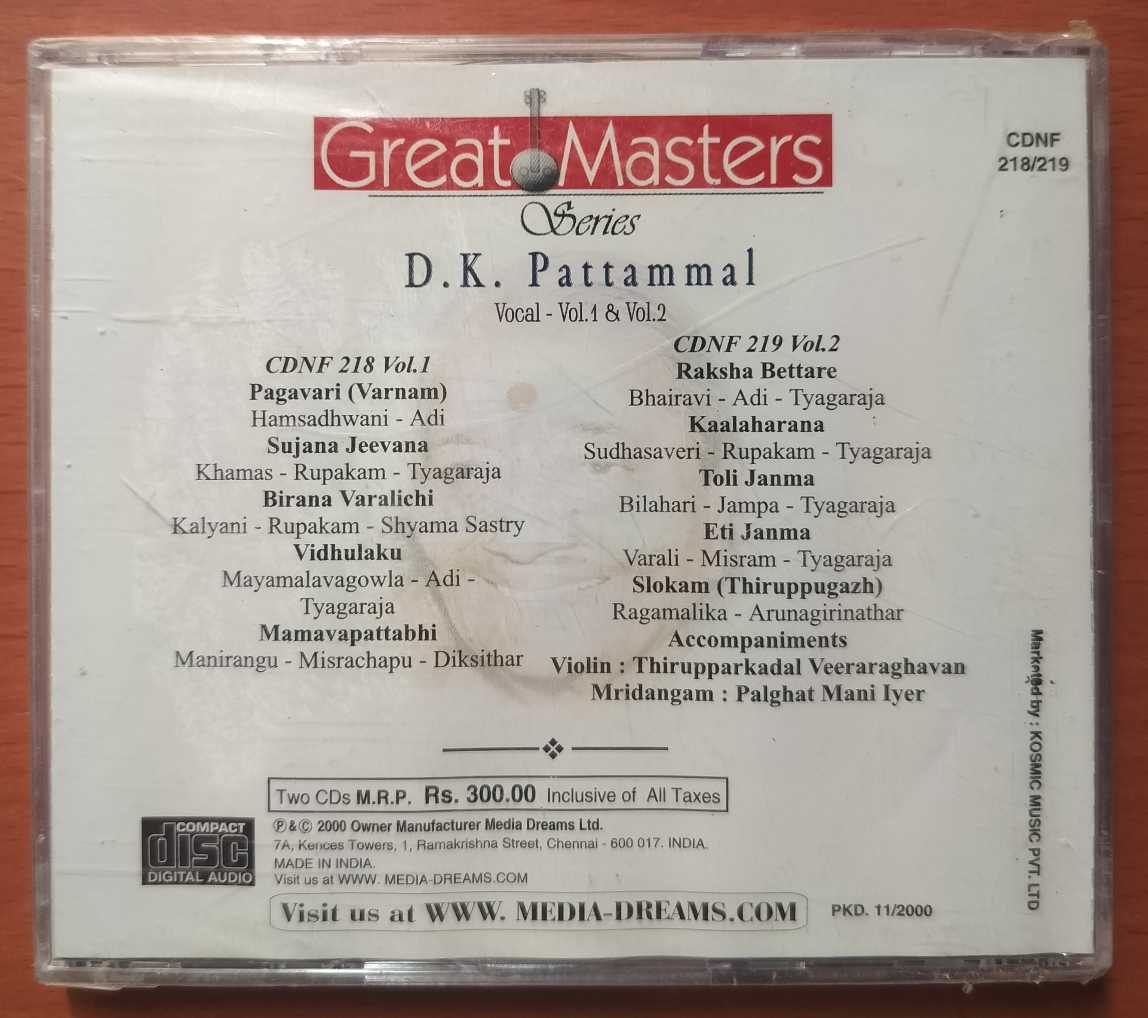 Great Masters
Series
CDNF
218/219
D.K. Pattammal
Vocal - Vol.1 & Vol.2
CDNF 218 Vol.1
Pagavari (Varnam)
Hamsadhwani - Adi
Sujana Jeevana
Khamas - Rupakam - Tyagaraja
Birana Varalichi
Kalyani - Rupakam - Shyama Sastry
Vidhulaku
Mayamalavagowla - Adi -
Tyagaraja
Mamavapattabhi
Manirangu - Misrachapu - Diksithar
CDNF 219 Vol.2
Raksha Bettare
Bhairavi - Adi - Tyagaraja
Kaalaharana
Sudhasaveri - Rupakam - Tyagaraja
Toli Janma
Bilahari - Jampa - Tyagaraja
Eti Janma
Varali - Misram - Tyagaraja
Slokam (Thiruppugazh)
Ragamalika - Arunagirinathar
Accompaniments
Violin : Thirupparkadal Veeraraghavan
Mridangam : Palghat Mani Iyer
Marketed by : KOSMIC MUSIC PVT. LTD
Two CDs M.R.P. Rs. 300.00 Inclusive of All Taxes
COMPACT
disc
DIGITAL AUDIO
℗ & © 2000 Owner Manufacturer Media Dreams Ltd.
7A, Kences Towers, 1, Ramakrishna Street, Chennai - 600 017. INDIA.
MADE IN INDIA.
Visit us at WWW. MEDIA-DREAMS.COM
Visit us at WWW. MEDIA-DREAMS.COM
PKD. 11/2000